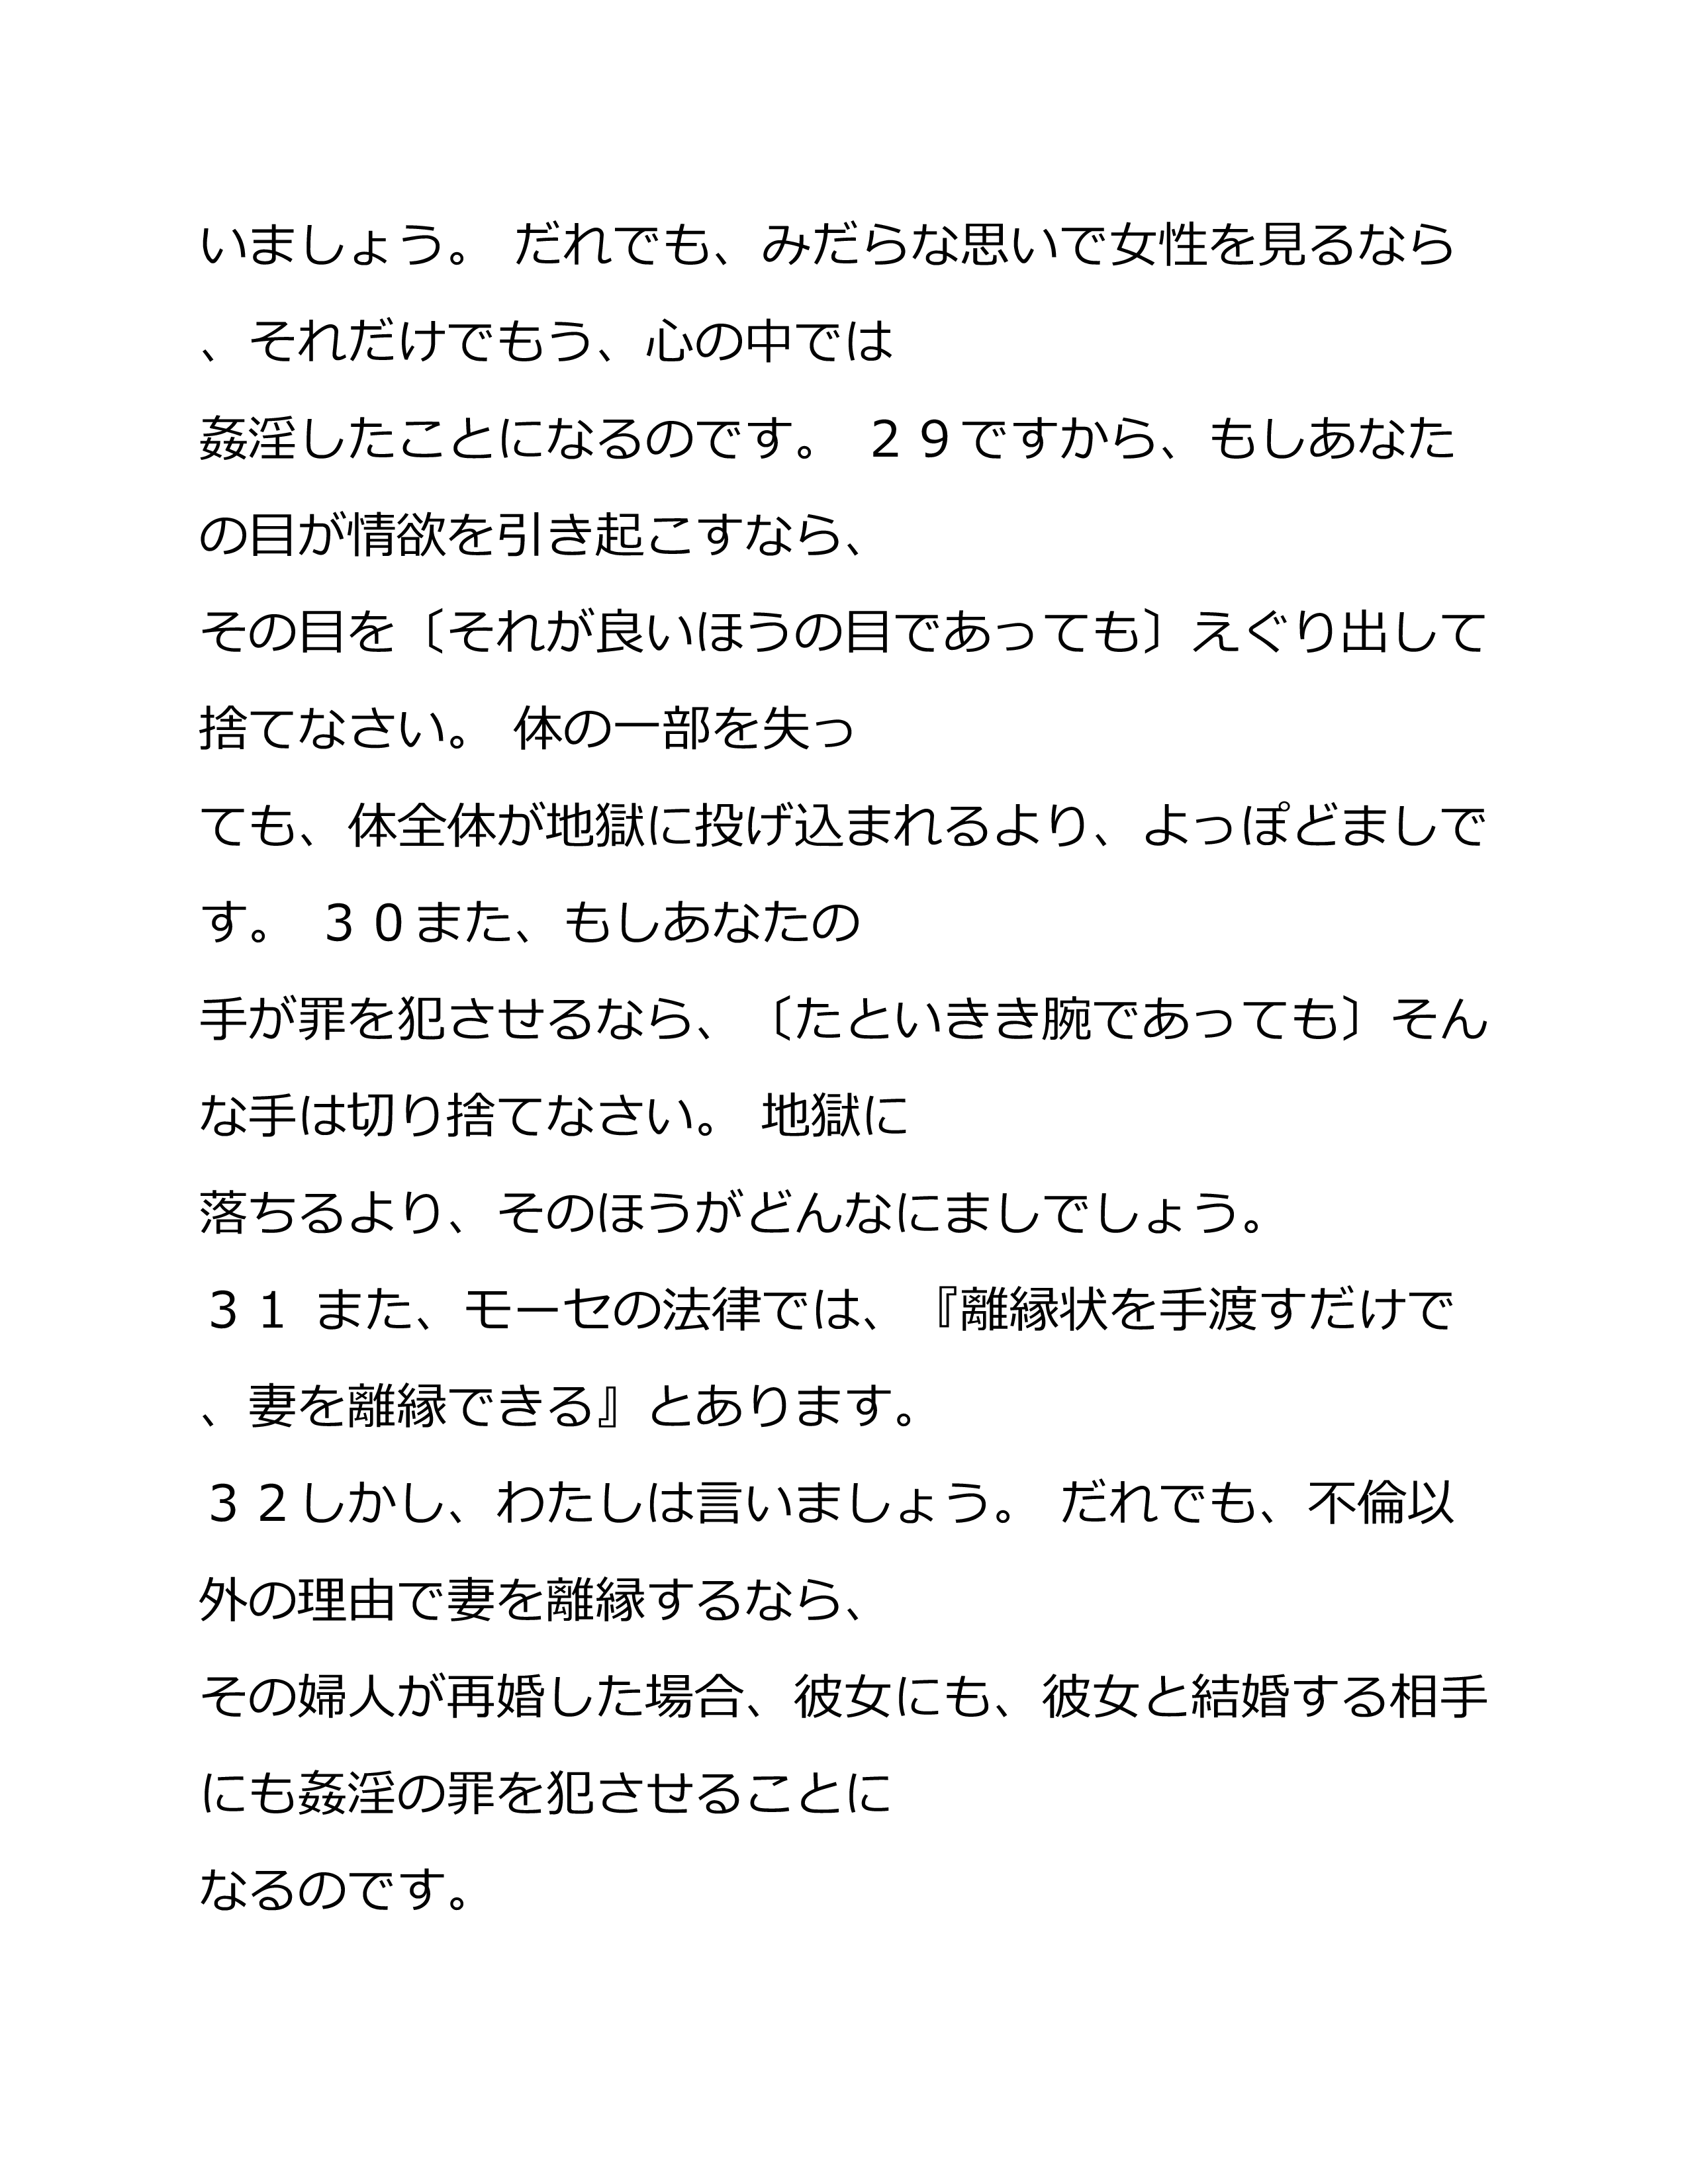 いましょう。 だれでも、みだらな思いで女性を見るなら
、それだけでもう、心の中では
姦淫したことになるのです。 ２９ですから、もしあなた
の目が情欲を引き起こすなら、
その目を〔それが良いほうの目であっても〕えぐり出して
捨てなさい。 体の一部を失っ
ても、体全体が地獄に投げ込まれるより、よっぽどましで
す。 ３０また、もしあなたの
手が罪を犯させるなら、〔たといきき腕であっても〕そん
な手は切り捨てなさい。 地獄に
落ちるより、そのほうがどんなにましでしょう。
３１ また、モーセの法律では、『離縁状を手渡すだけで
、妻を離縁できる』とあります。
３２しかし、わたしは言いましょう。 だれでも、不倫以
外の理由で妻を離縁するなら、
その婦人が再婚した場合、彼女にも、彼女と結婚する相手
にも姦淫の罪を犯させることに
なるのです。